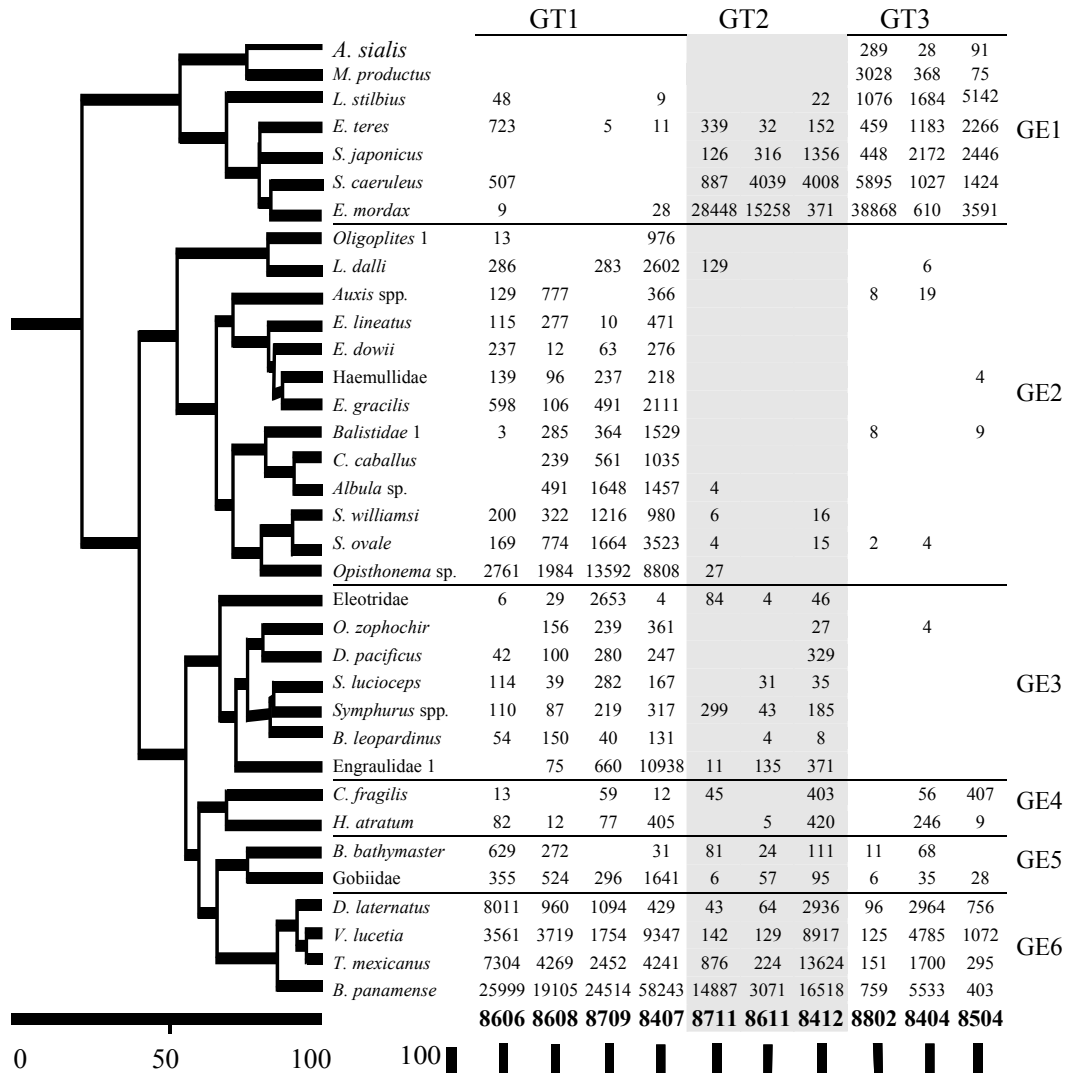 GT1 GT2 GT3
A. sialis 289 28 91
M. productus 3028 368 75
L. stilbius 48 9 22 1076 1684 5142
E. teres 723 5 11 339 32 152 459 1183 2266 GE1
S. japonicus 126 316 1356 448 2172 2446
S. caeruleus 507 887 4039 4008 5895 1027 1424
E. mordax 9 28 28448 15258 371 38868 610 3591
Oligoplites 1 13 976
L. dalli 286 283 2602 129 6
Auxis spp. 129 777 366 8 19
E. lineatus 115 277 10 471
E. dowii 237 12 63 276
Haemullidae 139 96 237 218 4 GE2
E. gracilis 598 106 491 2111
Balistidae 1 3 285 364 1529 8 9
C. caballus 239 561 1035
Albula sp. 491 1648 1457 4
S. williamsi 200 322 1216 980 6 16
S. ovale 169 774 1664 3523 4 15 2 4
Opisthonema sp. 2761 1984 13592 8808 27
Eleotridae 6 29 2653 4 84 4 46
O. zophochir 156 239 361 27 4
D. pacificus 42 100 280 247 329
S. lucioceps 114 39 282 167 31 35 GE3
Symphurus spp. 110 87 219 317 299 43 185
B. leopardinus 54 150 40 131 4 8
Engraulidae 1 75 660 10938 11 135 371
C. fragilis 13 59 12 45 403 56 407 GE4
H. atratum 82 12 77 405 5 420 246 9
B. bathymaster 629 272 31 81 24 111 11 68 GE5
Gobiidae 355 524 296 1641 6 57 95 6 35 28
D. laternatus 8011 960 1094 429 43 64 2936 96 2964 756
V. lucetia 3561 3719 1754 9347 142 129 8917 125 4785 1072 GE6
T. mexicanus 7304 4269 2452 4241 876 224 13624 151 1700 295
B. panamense 25999 19105 24514 58243 14887 3071 16518 759 5533 403
8606 8608 8709 8407 8711 8611 8412 8802 8404 8504
0 50 100 100